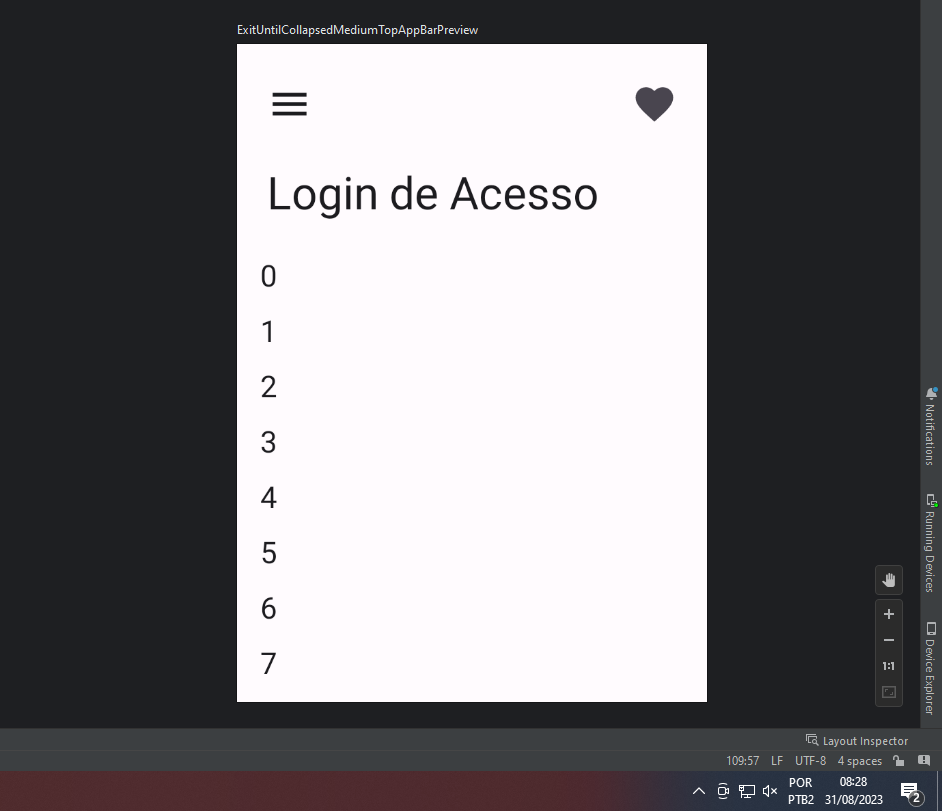 ExitUntilCollapsedMediumTopAppBarPreview
Login de Acesso
0
1
2
3
4
5
6
7
Notifications
Running Devices
Device Explorer
1:1
Layout Inspector
109:57 LF UTF-8 4 spaces
POR 08:28
PTB2 31/08/2023
2